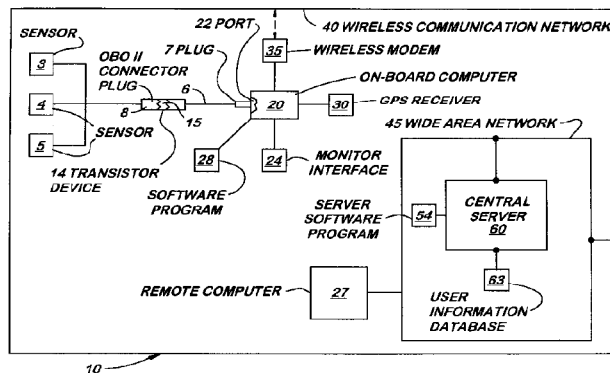 40 WIRELESS COMMUNICATION NETWORK
SENSOR
3
OBO II
CONNECTOR
PLUG
22 PORT
7 PLUG
35
WIRELESS MODEM
ON-BOARD COMPUTER
6
4
8
15
20
30
GPS RECEIVER
SENSOR
5
14 TRANSISTOR
DEVICE
28
24
45 WIDE AREA NETWORK
SOFTWARE
PROGRAM
MONITOR
INTERFACE
SERVER
SOFTWARE
PROGRAM
54
CENTRAL
SERVER
60
REMOTE COMPUTER
27
63
USER
INFORMATION
DATABASE
10